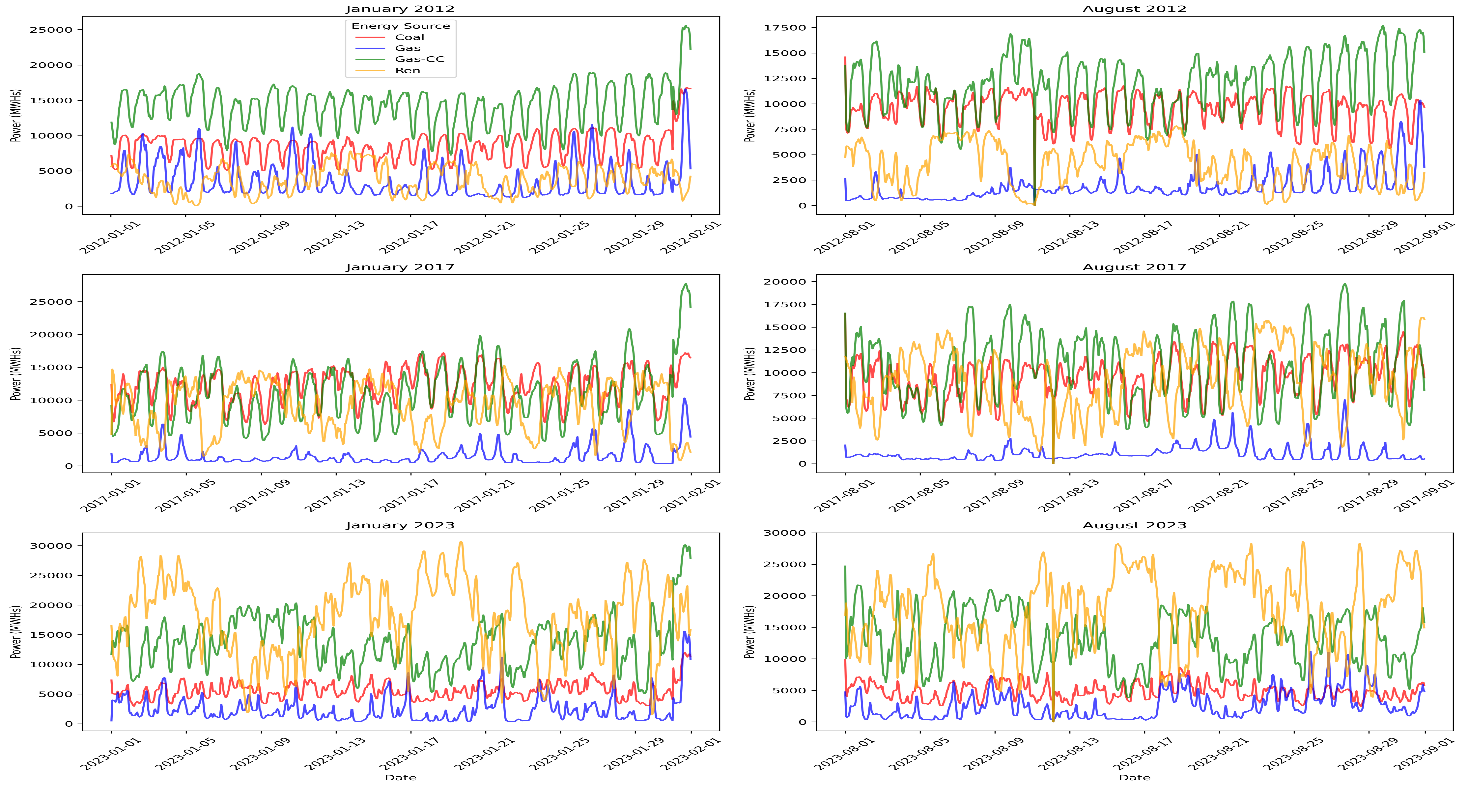 January 2012
Power (MWHs)
25000
20000
15000
10000
5000
0
Energy Source
Coal
Gas
Gas-CC
Ren
2012-01-01 2012-01-05 2012-01-09 2012-01-13 2012-01-17 2012-01-21 2012-01-25 2012-01-29 2012-02-01
August 2012
Power (MWHs)
17500
15000
12500
10000
7500
5000
2500
0
2012-08-01 2012-08-05 2012-08-09 2012-08-13 2012-08-17 2012-08-21 2012-08-25 2012-08-29 2012-09-01
January 2017
Power (MWHs)
25000
20000
15000
10000
5000
0
2017-01-01 2017-01-05 2017-01-09 2017-01-13 2017-01-17 2017-01-21 2017-01-25 2017-01-29 2017-02-01
August 2017
Power (MWHs)
20000
17500
15000
12500
10000
7500
5000
2500
0
2017-08-01 2017-08-05 2017-08-09 2017-08-13 2017-08-17 2017-08-21 2017-08-25 2017-08-29 2017-09-01
January 2023
Power (MWHs)
30000
25000
20000
15000
10000
5000
0
2023-01-01 2023-01-05 2023-01-09 2023-01-13 2023-01-17 2023-01-21 2023-01-25 2023-01-29 2023-02-01
Date
August 2023
Power (MWHs)
30000
25000
20000
15000
10000
5000
0
2023-08-01 2023-08-05 2023-08-09 2023-08-13 2023-08-17 2023-08-21 2023-08-25 2023-08-29 2023-09-01
Date